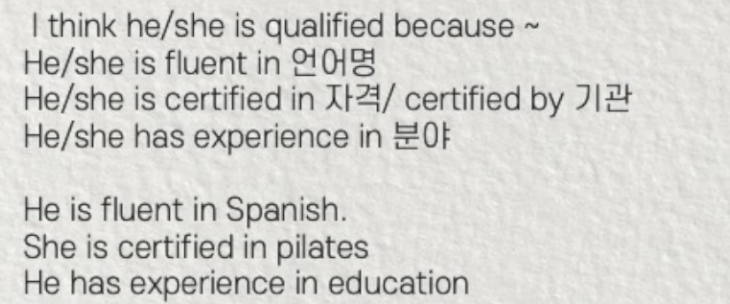 I think he/she is qualified because ~
He/she is fluent in 언어명
He/she is certified in 자격/ certified by 기관
He/she has experience in 분야
He is fluent in Spanish.
She is certified in pilates
He has experience in education